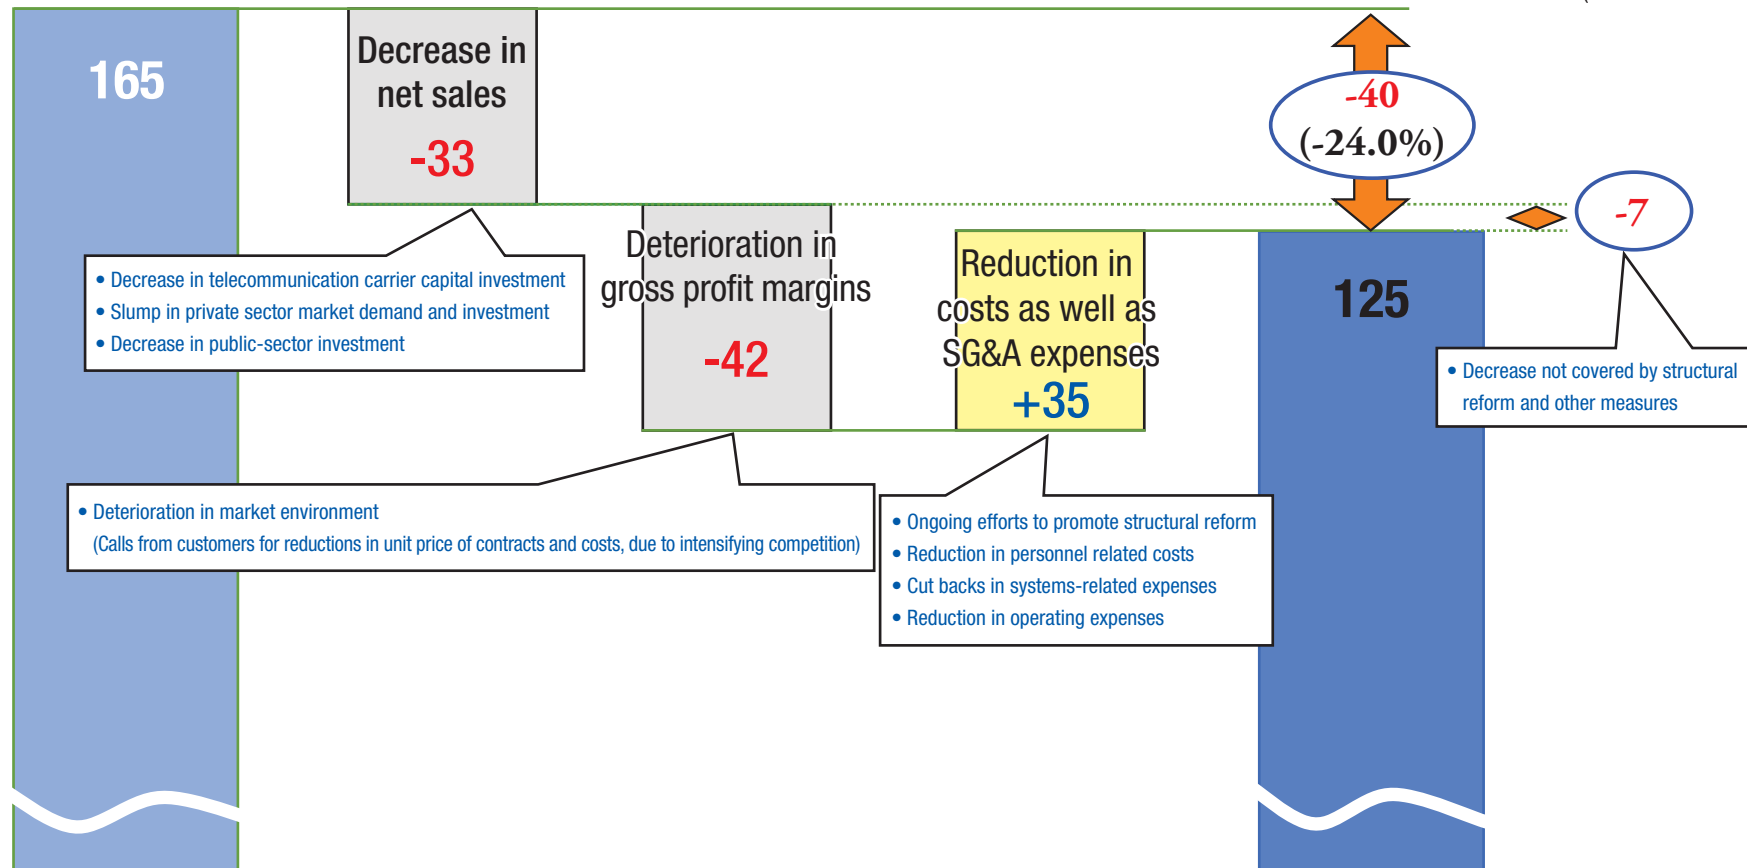 165
Decrease in
net sales
-33
-40
(-24.0%)
-7
Deterioration in
gross profit margins
-42
Reduction in
costs as well as
SG&A expenses
+35
125
• Decrease in telecommunication carrier capital investment
• Slump in private sector market demand and investment
• Decrease in public-sector investment
• Decrease not covered by structural
reform and other measures
• Deterioration in market environment
(Calls from customers for reductions in unit price of contracts and costs, due to intensifying competition)
• Ongoing efforts to promote structural reform
• Reduction in personnel related costs
• Cut backs in systems-related expenses
• Reduction in operating expenses